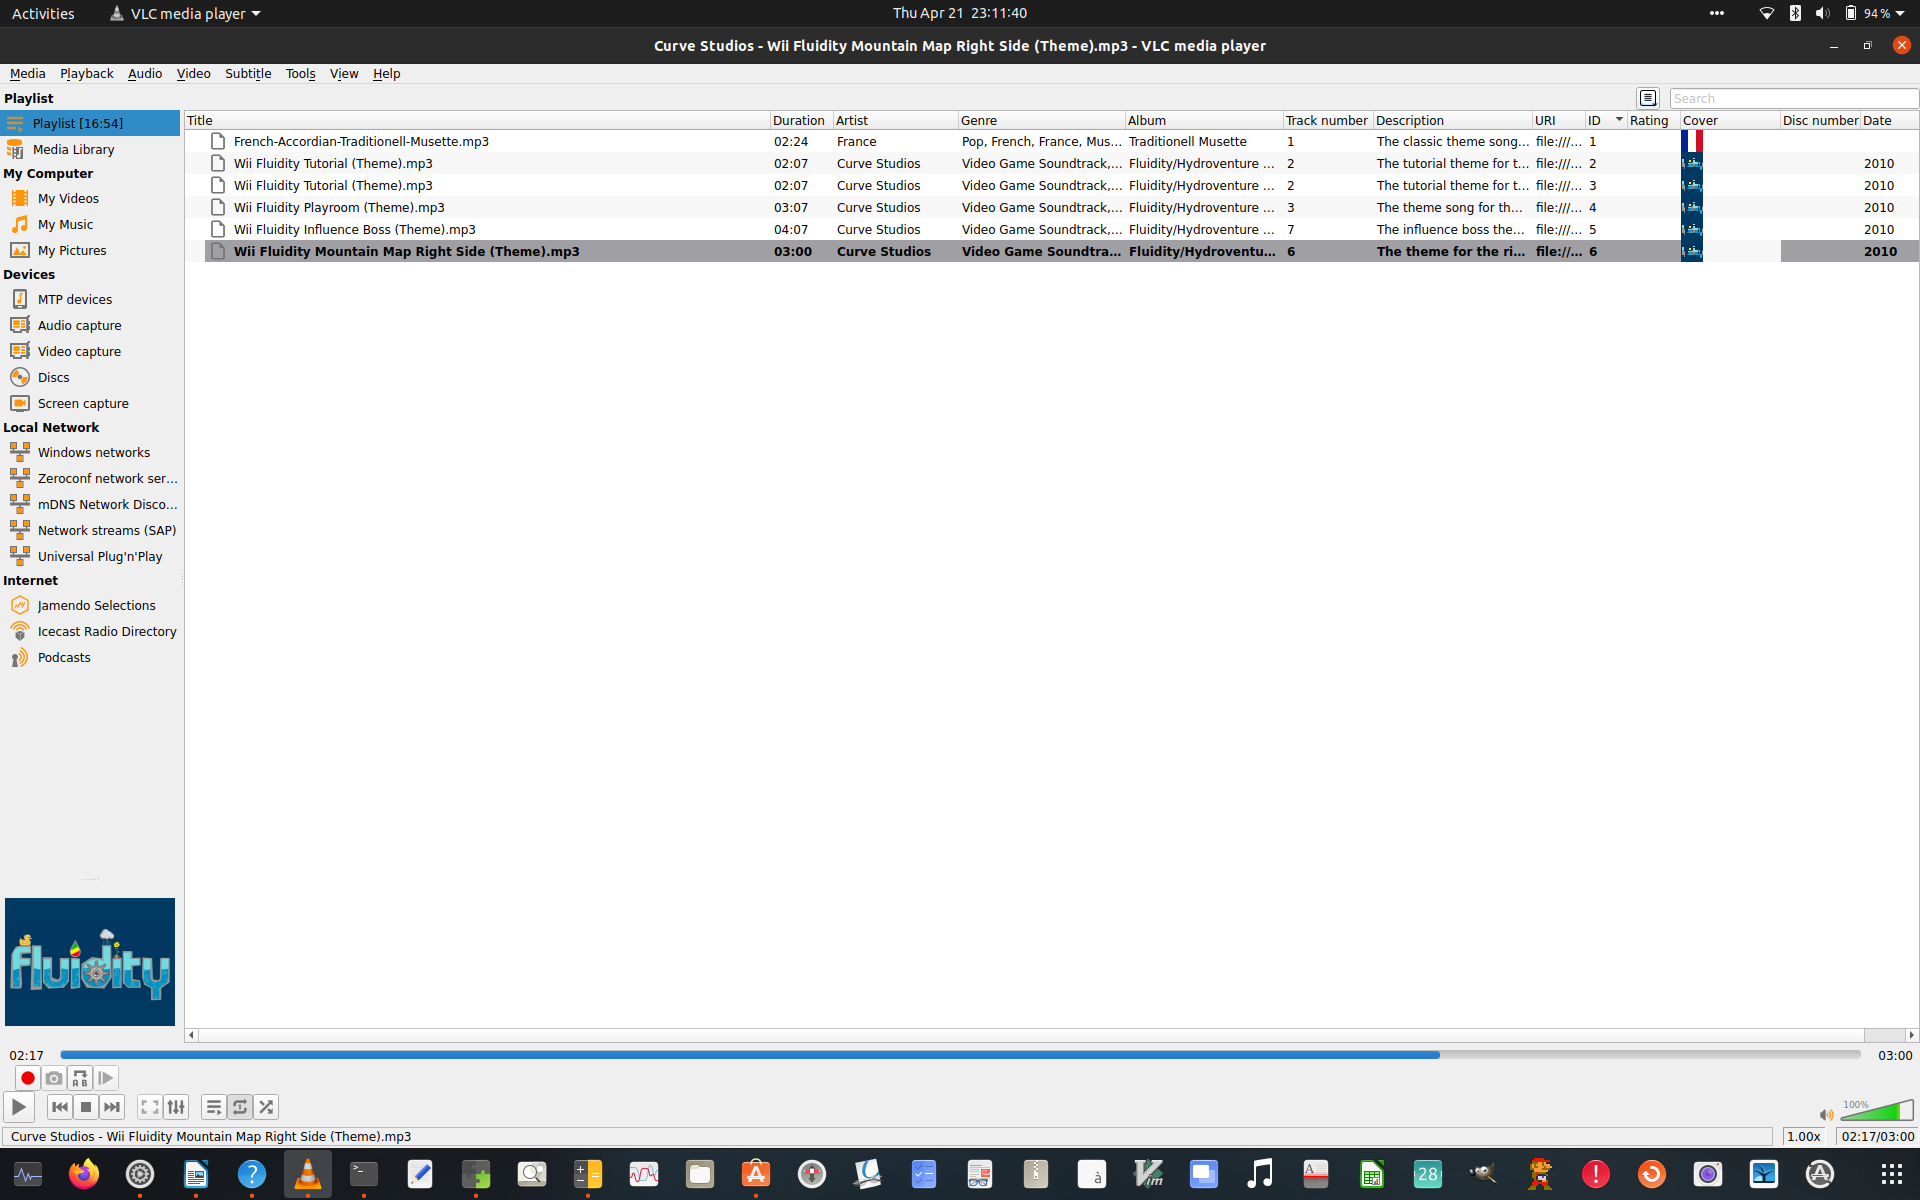 Activities VLC media player Thu Apr 21 23:11:40 94%
Curve Studios - Wii Fluidity Mountain Map Right Side (Theme).mp3 - VLC media player
Media Playback Audio Video Subtitle Tools View Help
Playlist
Search
Playlist [16:54]
Media Library
My Computer
My Videos
My Music
My Pictures
Devices
MTP devices
Audio capture
Video capture
Discs
Screen capture
Local Network
Windows networks
Zeroconf network ser...
mDNS Network Disco...
Network streams (SAP)
Universal Plug'n'Play
Internet
Jamendo Selections
Icecast Radio Directory
Podcasts
Title Duration Artist Genre Album Track number Description URI ID Rating Cover Disc number Date
French-Accordian-Traditionell-Musette.mp3 02:24 France Pop, French, France, Mus... Traditionell Musette 1 The classic theme song... file:///... 1
Wii Fluidity Tutorial (Theme).mp3 02:07 Curve Studios Video Game Soundtrack,... Fluidity/Hydroventure ... 2 The tutorial theme for t... file:///... 2 2010
Wii Fluidity Tutorial (Theme).mp3 02:07 Curve Studios Video Game Soundtrack,... Fluidity/Hydroventure ... 2 The tutorial theme for t... file:///... 3 2010
Wii Fluidity Playroom (Theme).mp3 03:07 Curve Studios Video Game Soundtrack,... Fluidity/Hydroventure ... 3 The theme song for th... file:///... 4 2010
Wii Fluidity Influence Boss (Theme).mp3 04:07 Curve Studios Video Game Soundtrack,... Fluidity/Hydroventure ... 7 The influence boss the... file:///... 5 2010
Wii Fluidity Mountain Map Right Side (Theme).mp3 03:00 Curve Studios Video Game Soundtra... Fluidity/Hydroventu... 6 The theme for the ri... file://... 6 2010
fluidity
02:17 03:00
A B
100%
Curve Studios - Wii Fluidity Mountain Map Right Side (Theme).mp3 1.00x 02:17/03:00
? >_ à Vim A 28 !